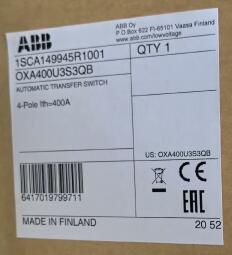 ABB
ABB Oy
P.O Box 622 FI-65101 Vaasa Finland
www.abb.com/lowvoltage
1SCA149945R1001
QTY 1
OXA400U3S3QB
AUTOMATIC TRANSFER SWITCH
4-Pole Ith=400A
US: OXA400U3S3QB
6417019799711
CE
EAC
MADE IN FINLAND
20 52